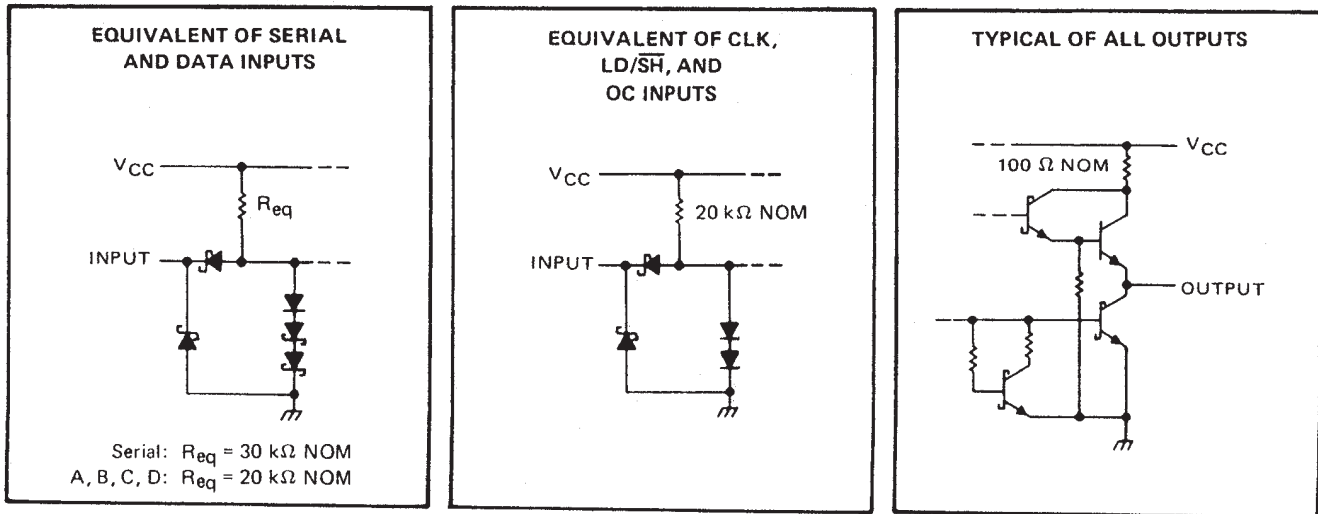 EQUIVALENT OF SERIAL
AND DATA INPUTS
VCC
Req
INPUT
Serial: Req = 30 kΩ NOM
A, B, C, D: Req = 20 kΩ NOM
EQUIVALENT OF CLK,
LD/S̅H̅, AND
OC INPUTS
VCC
20 kΩ NOM
INPUT
TYPICAL OF ALL OUTPUTS
VCC
100 Ω NOM
OUTPUT